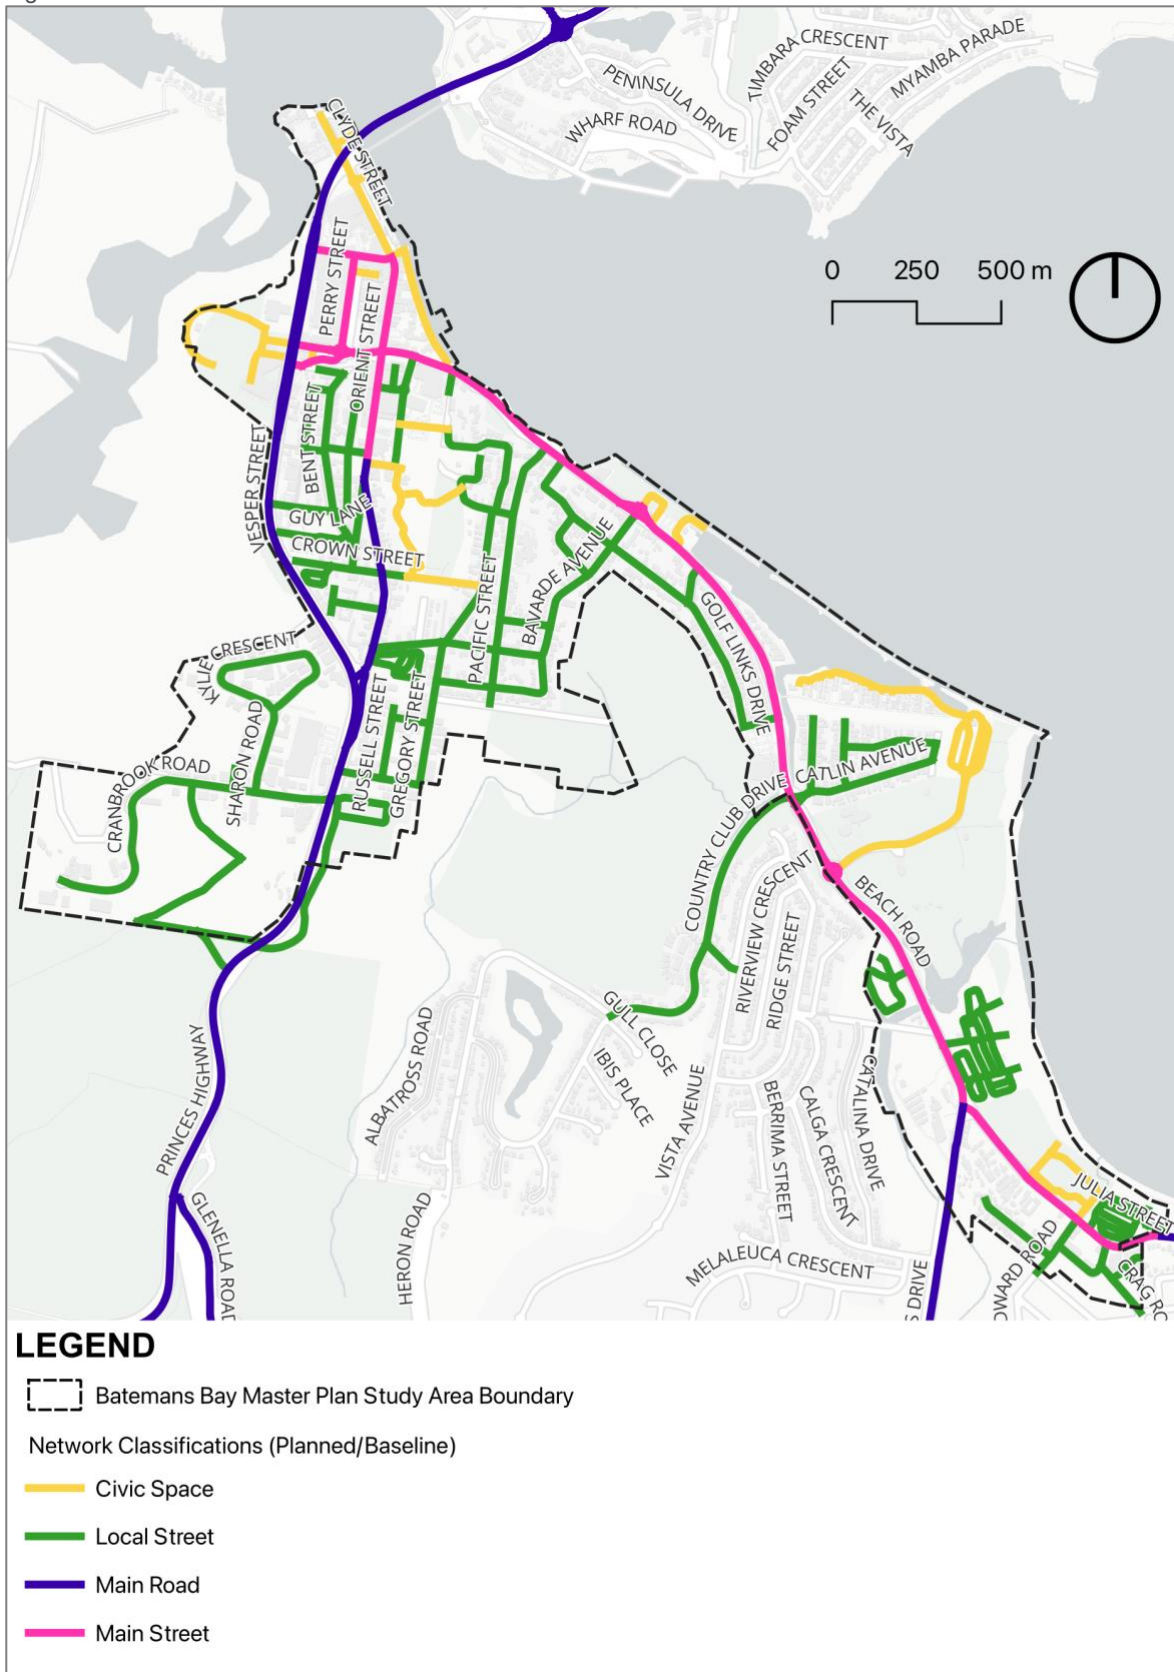 CLYDE STREET
PENINSULA DRIVE
WHARF ROAD
TIMBARA CRESCENT
FOAM STREET
MYAMBA PARADE
THE VISTA
0 250 500 m
PERRY STREET
ORIENT STREET
BENT STREET
VESPER STREET
GUY LANE
CROWN STREET
PACIFIC STREET
BAVARDE AVENUE
GOLF LINKS DRIVE
KYLIE CRESCENT
SHARON ROAD
CRANBROOK ROAD
RUSSELL STREET
GREGORY STREET
CATLIN AVENUE
COUNTRY CLUB DRIVE
RIVERVIEW CRESCENT
RIDGE STREET
BEACH ROAD
GULL CLOSE
IBIS PLACE
ALBATROSS ROAD
PRINCES HIGHWAY
GLENELLA ROAD
HERON ROAD
VISTA AVENUE
BERRIMA STREET
CALGA CRESCENT
CATALINA DRIVE
MELALEUCA CRESCENT
S DRIVE
OWARD ROAD
JULIA STREET
CRAG RO
LEGEND
Batemans Bay Master Plan Study Area Boundary
Network Classifications (Planned/Baseline)
Civic Space
Local Street
Main Road
Main Street